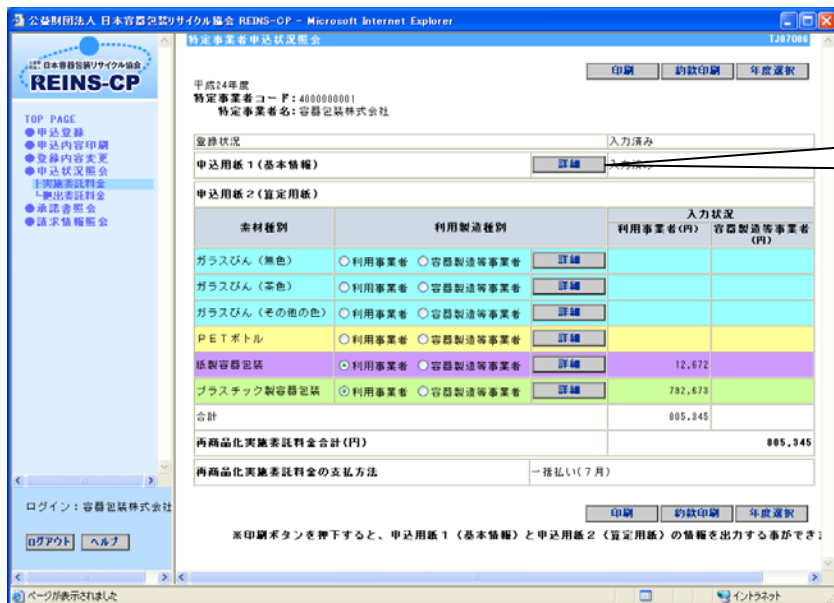 公益財団法人 日本容器包装リサイクル協会 REINS-CP - Microsoft Internet Explorer
日本容器包装リサイクル協会
REINS-CP
TOP PAGE
●申込登録
●申込内容印刷
●登録内容変更
●申込状況照会
├実施委託料金
└拠出委託料金
●承諾書照会
●請求情報照会
ログイン：容器包装株式会社
ログアウト ヘルプ
特定事業者申込状況照会 TJ07006
印刷 約款印刷 年度選択
平成24年度
特定事業者コード：4000000001
特定事業者名：容器包装株式会社
登録状況 入力済み
申込用紙１(基本情報) 詳細 入力済み
申込用紙２(算定用紙)
素材種別 利用製造種別 入力状況
利用事業者(円) 容器製造等事業者(円)
ガラスびん（無色） 利用事業者 容器製造等事業者 詳細
ガラスびん（茶色） 利用事業者 容器製造等事業者 詳細
ガラスびん（その他の色） 利用事業者 容器製造等事業者 詳細
ＰＥＴボトル 利用事業者 容器製造等事業者 詳細
紙製容器包装 利用事業者 容器製造等事業者 詳細 12,672
プラスチック製容器包装 利用事業者 容器製造等事業者 詳細 792,673
合計 805,345
再商品化実施委託料金合計(円) 805,345
再商品化実施委託料金の支払方法 一括払い(７月)
印刷 約款印刷 年度選択
※印刷ボタンを押下すると、申込用紙１（基本情報）と申込用紙２（算定用紙）の情報を出力する事ができ
ページが表示されました イントラネット